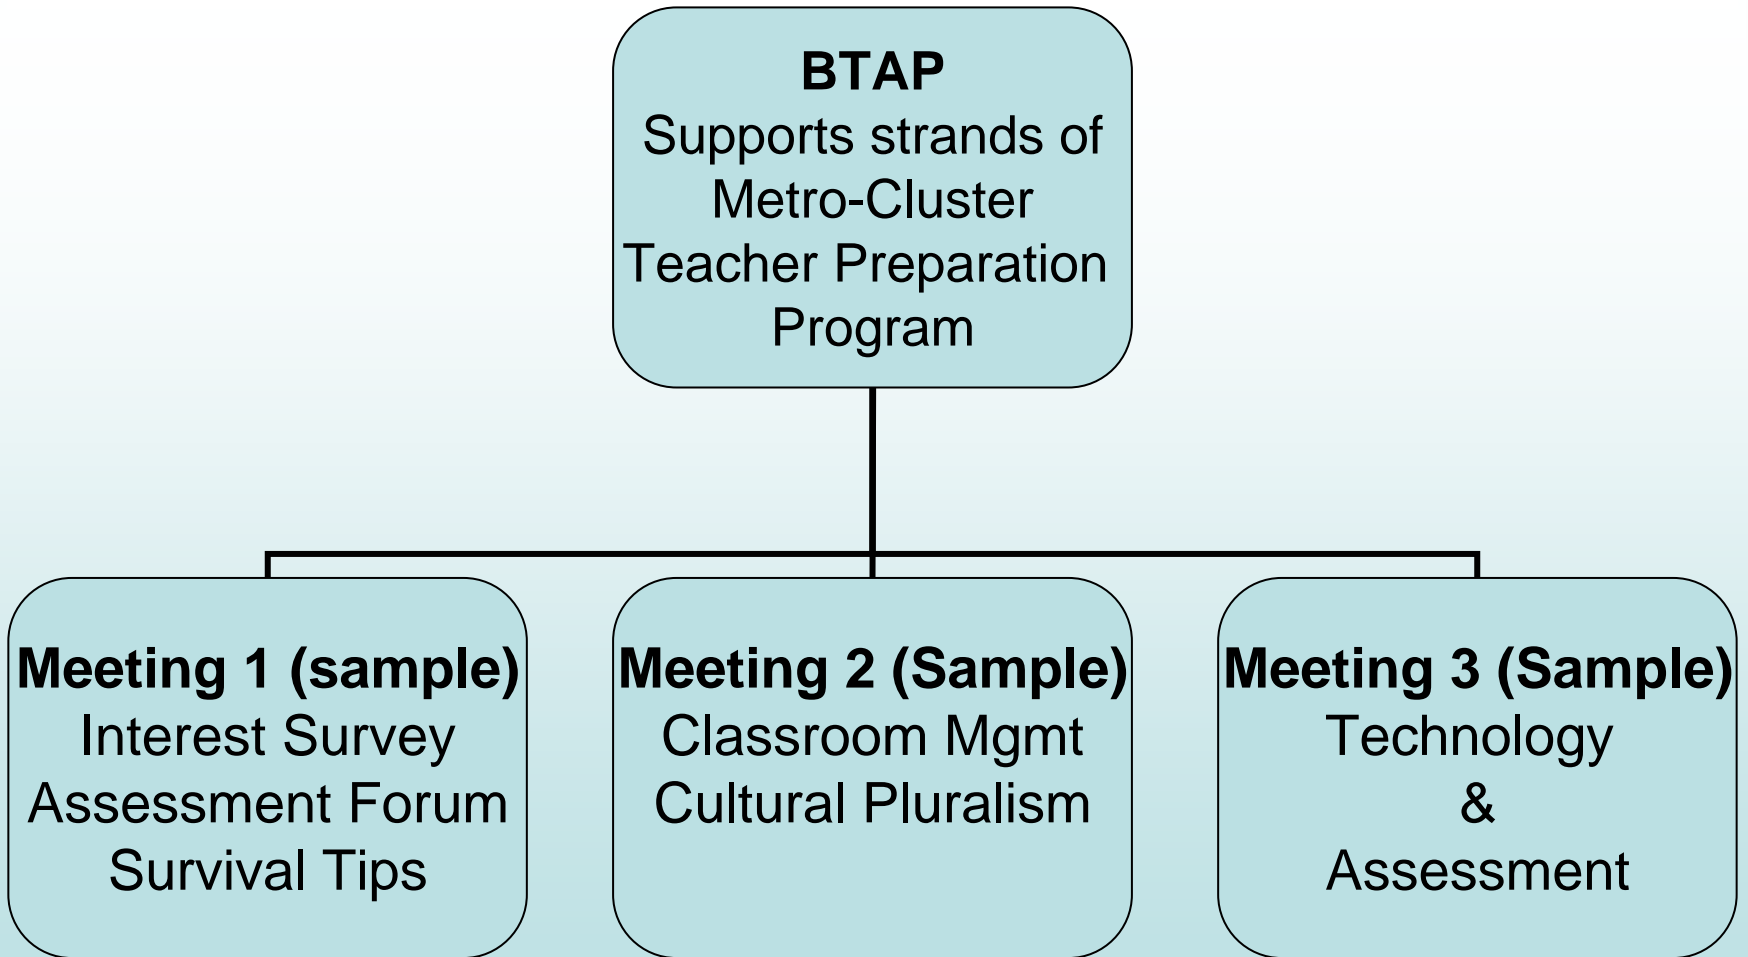 BTAP
Supports strands of
Metro-Cluster
Teacher Preparation
Program
Meeting 1 (sample)
Interest Survey
Assessment Forum
Survival Tips
Meeting 2 (Sample)
Classroom Mgmt
Cultural Pluralism
Meeting 3 (Sample)
Technology
&
Assessment